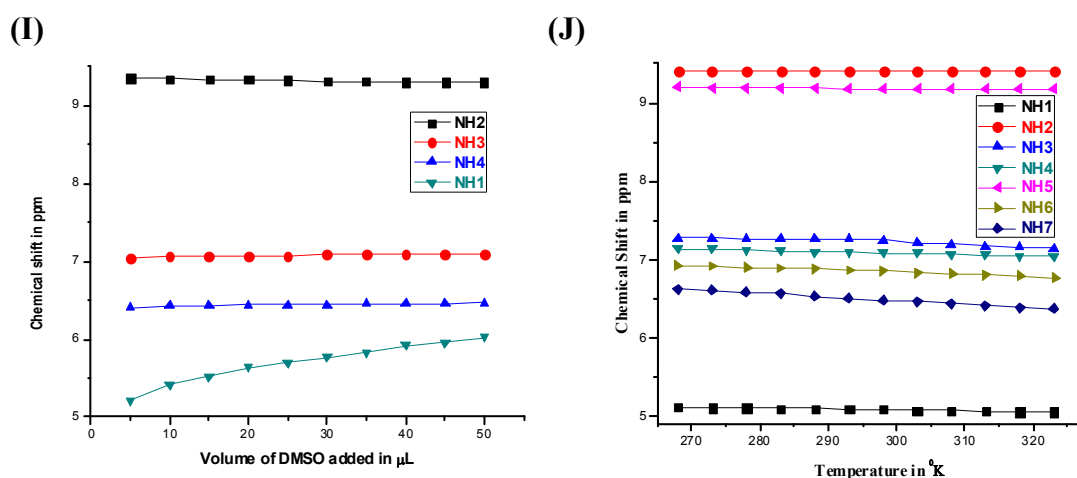 (I)
Chemical shift in ppm
9
8
7
6
5
0
10
20
30
40
50
Volume of DMSO added in μL
NH2
NH3
NH4
NH1
(J)
Chemical Shift in ppm
9
8
7
6
5
270
280
290
300
310
320
Temperature in ⁰K
NH1
NH2
NH3
NH4
NH5
NH6
NH7